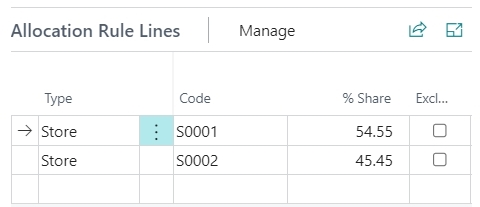 Allocation Rule Lines Manage
Type Code % Share Excl...
Store S0001 54.55
Store S0002 45.45